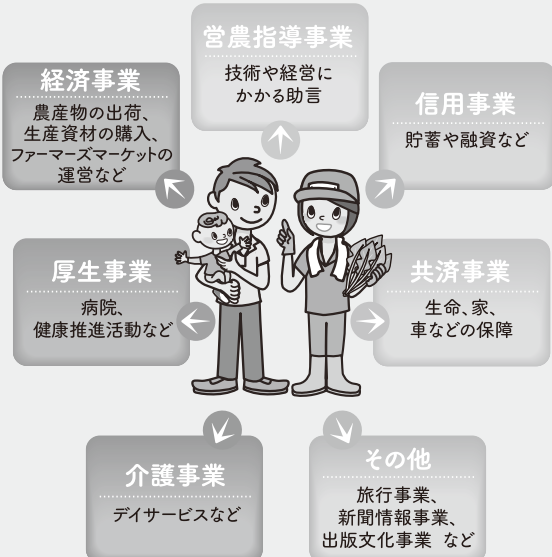 営農指導事業
技術や経営に
かかる助言
経済事業
農産物の出荷、
生産資材の購入、
ファーマーズマーケットの
運営など
信用事業
貯蓄や融資など
厚生事業
病院、
健康推進活動など
共済事業
生命、家、
車などの保障
介護事業
デイサービスなど
その他
旅行事業、
新聞情報事業、
出版文化事業 など